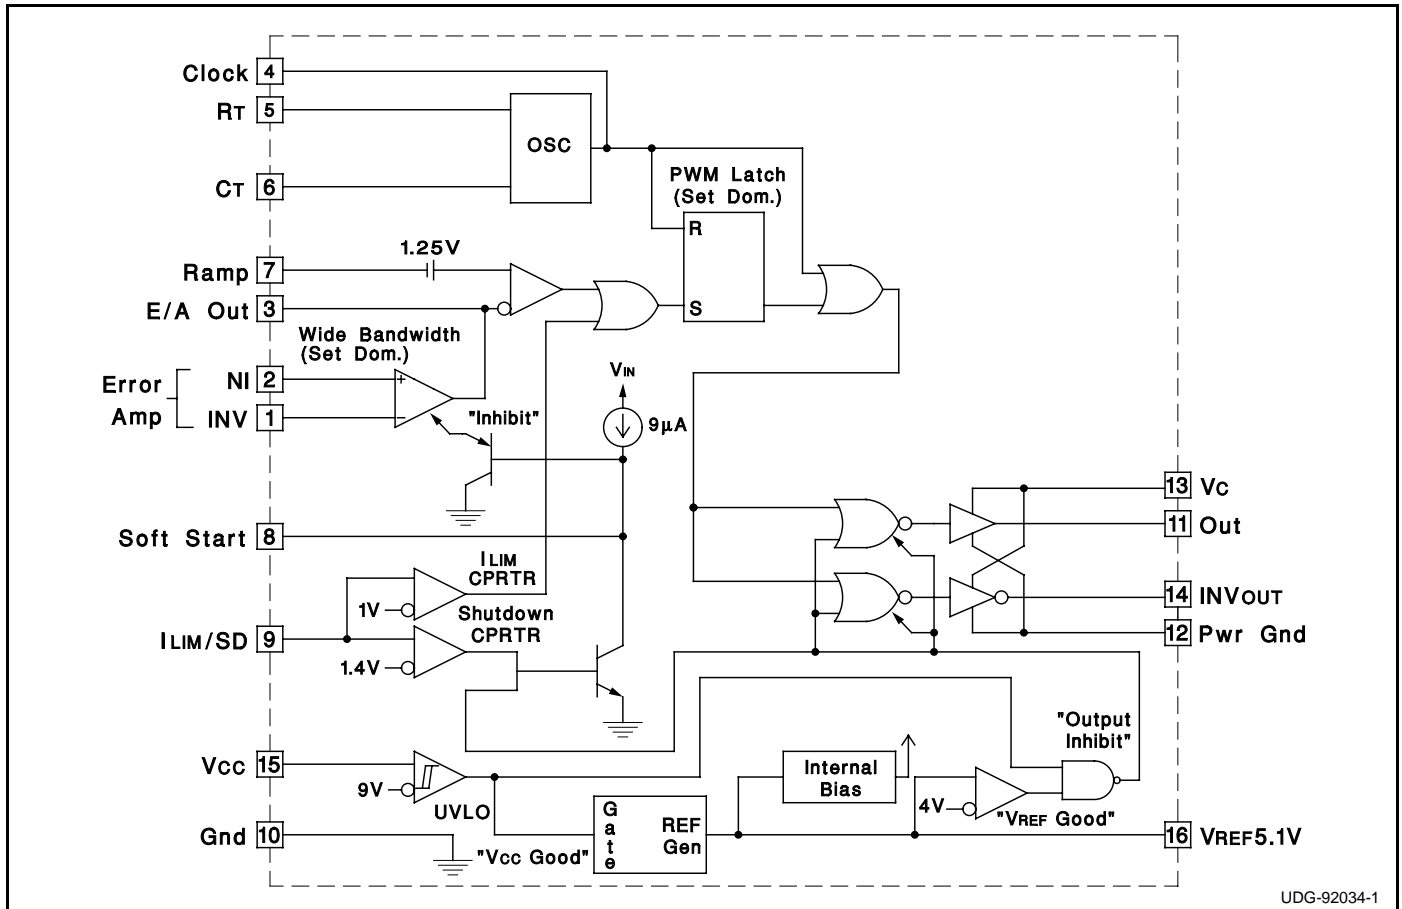 Clock 4
RT 5
OSC
CT 6
PWM Latch
(Set Dom.)
R
S
1.25V
Ramp 7
E/A Out 3
Wide Bandwidth
(Set Dom.)
Error
Amp
NI 2
+
INV 1
−
"Inhibit"
VIN
9µA
Soft Start 8
ILIM
CPRTR
1V
Shutdown
CPRTR
ILIM/SD 9
1.4V
13 VC
11 Out
14 INVOUT
12 Pwr Gnd
"Output
Inhibit"
VCC 15
9V
UVLO
Internal
Bias
4V
"VREF Good"
Gnd 10
"VCC Good"
Gate
REF
Gen
16 VREF5.1V
UDG-92034-1